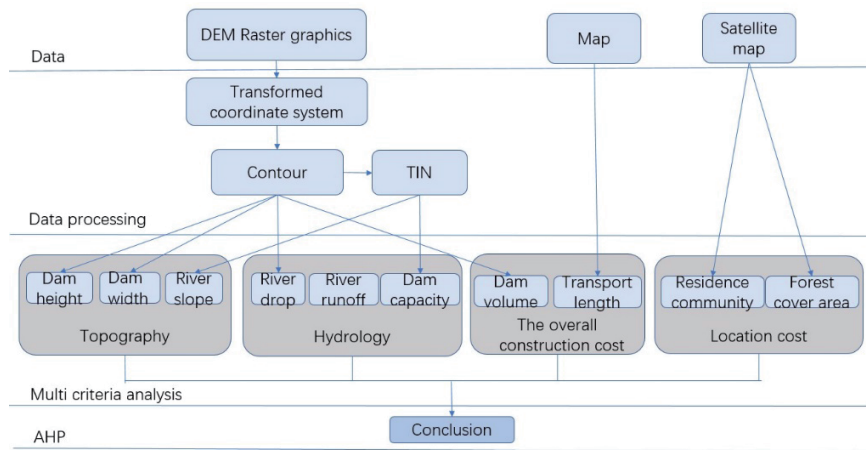 DEM Raster graphics
Map
Satellite
map
Data
Transformed
coordinate system
Contour
TIN
Data processing
Dam
height
Dam
width
River
slope
Topography
River
drop
River
runoff
Dam
capacity
Hydrology
Dam
volume
Transport
length
The overall
construction cost
Residence
community
Forest
cover area
Location cost
Multi criteria analysis
Conclusion
AHP